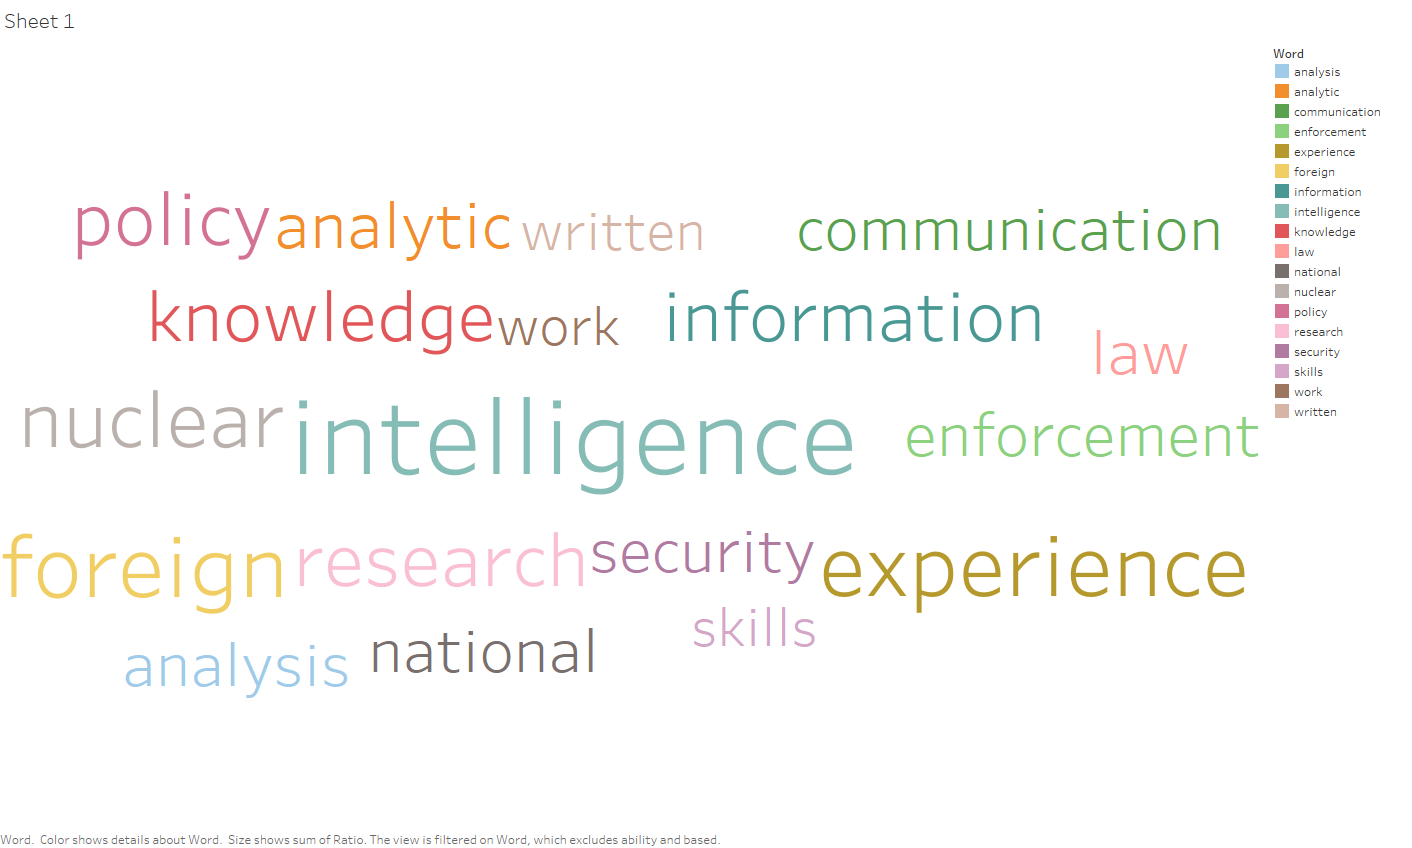 Sheet 1
Word
analysis
analytic
communication
enforcement
experience
foreign
information
intelligence
knowledge
law
national
nuclear
policy
research
security
skills
work
written
policy analytic written communication
knowledge work information
law
nuclear intelligence enforcement
foreign research security experience
skills
analysis national
Word.  Color shows details about Word.  Size shows sum of Ratio. The view is filtered on Word, which excludes ability and based.